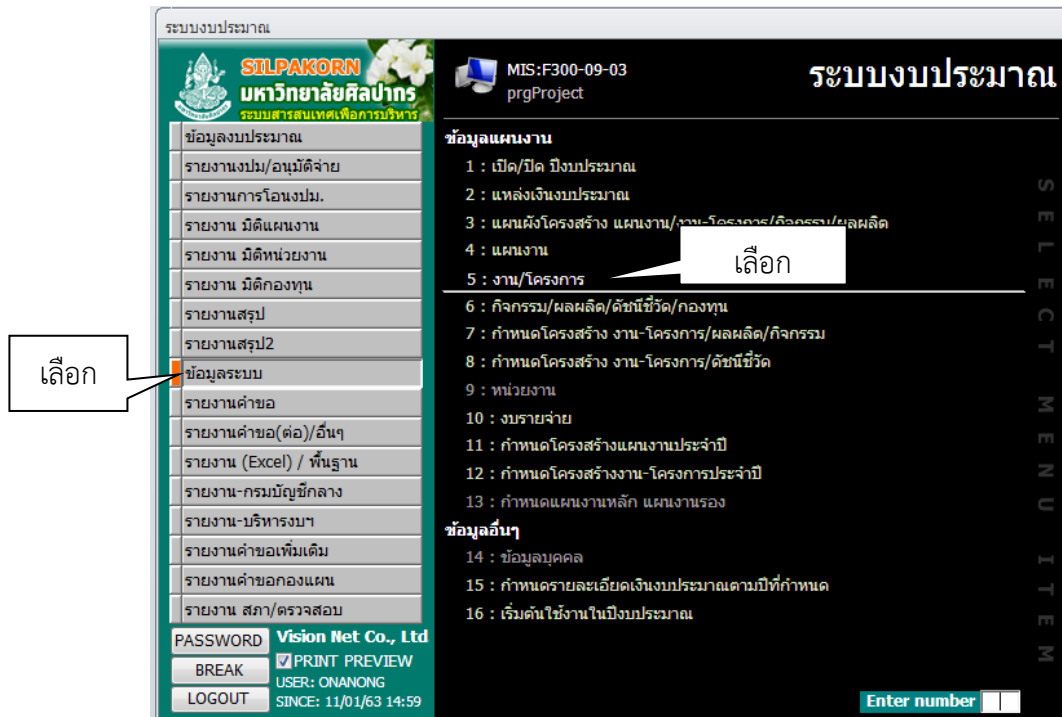 ระบบงบประมาณ
SILPAKORN
มหาวิทยาลัยศิลปากร
ระบบสารสนเทศเพื่อการบริหาร
MIS:F300-09-03
prgProject
ระบบงบประมาณ
ข้อมูลงบประมาณ
รายงานงปม/อนุมัติจ่าย
รายงานการโอนงปม.
รายงาน มิติแผนงาน
รายงาน มิติหน่วยงาน
รายงาน มิติกองทุน
รายงานสรุป
รายงานสรุป2
ข้อมูลระบบ
รายงานคำขอ
รายงานคำขอ(ต่อ)/อื่นๆ
รายงาน (Excel) / พื้นฐาน
รายงาน-กรมบัญชีกลาง
รายงาน-บริหารงบฯ
รายงานคำขอเพิ่มเติม
รายงานคำขอกองแผน
รายงาน สภา/ตรวจสอบ
PASSWORD
BREAK
LOGOUT
Vision Net Co., Ltd
PRINT PREVIEW
USER: ONANONG
SINCE: 11/01/63 14:59
เลือก
ข้อมูลแผนงาน
1 : เปิด/ปิด ปีงบประมาณ
2 : แหล่งเงินงบประมาณ
3 : แผนผังโครงสร้าง แผนงาน/งาน-โครงการ/กิจกรรม/ผลผลิต
4 : แผนงาน
5 : งาน/โครงการ
เลือก
6 : กิจกรรม/ผลผลิต/ดัชนีชี้วัด/กองทุน
7 : กำหนดโครงสร้าง งาน-โครงการ/ผลผลิต/กิจกรรม
8 : กำหนดโครงสร้าง งาน-โครงการ/ดัชนีชี้วัด
9 : หน่วยงาน
10 : งบรายจ่าย
11 : กำหนดโครงสร้างแผนงานประจำปี
12 : กำหนดโครงสร้างงาน-โครงการประจำปี
13 : กำหนดแผนงานหลัก แผนงานรอง
ข้อมูลอื่นๆ
14 : ข้อมูลบุคคล
15 : กำหนดรายละเอียดเงินงบประมาณตามปีที่กำหนด
16 : เริ่มต้นใช้งานในปีงบประมาณ
Enter number
SELECT MENU ITEM